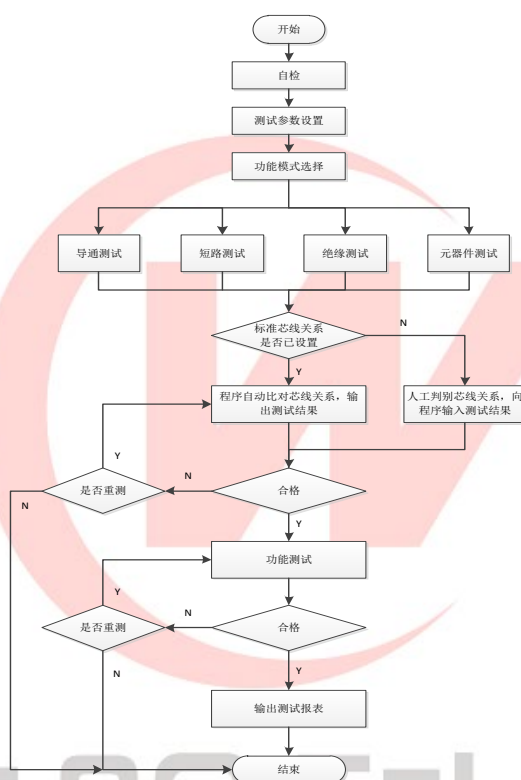 开始
自检
测试参数设置
功能模式选择
导通测试
短路测试
绝缘测试
元器件测试
标准芯线关系
是否已设置
N
Y
程序自动比对芯线关系，输
出测试结果
人工判别芯线关系，向
程序输入测试结果
Y
是否重测
N
N
合格
Y
功能测试
Y
是否重测
N
N
合格
Y
输出测试报表
结束